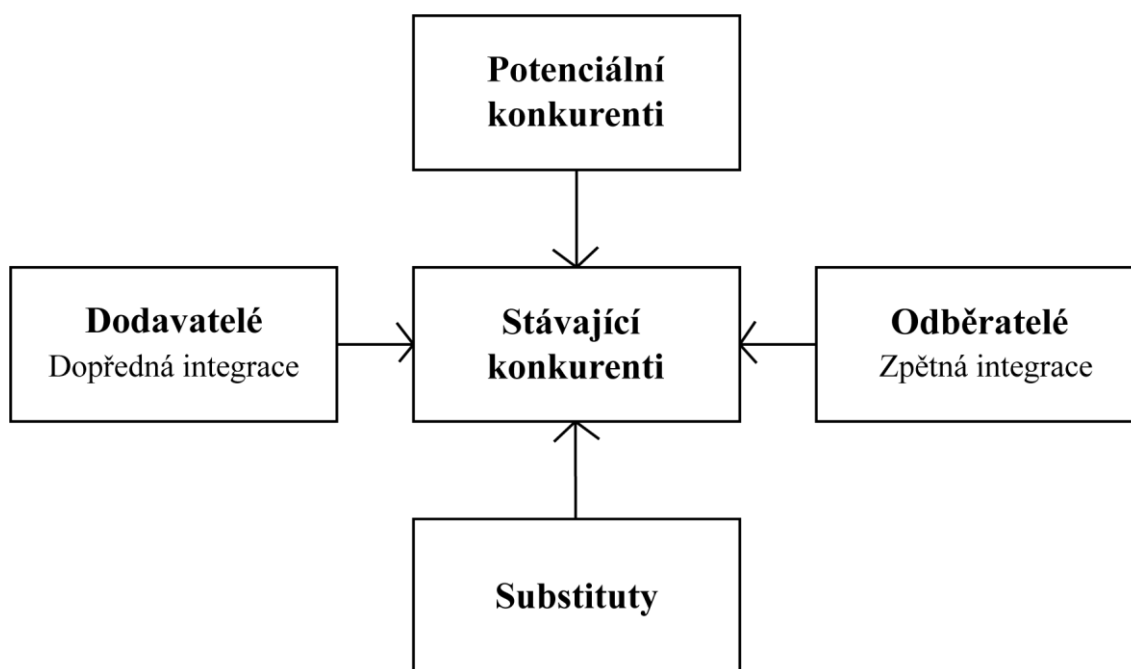 Potenciální
konkurenti
Dodavatelé
Dopředná integrace
Stávající
konkurenti
Odběratelé
Zpětná integrace
Substituty